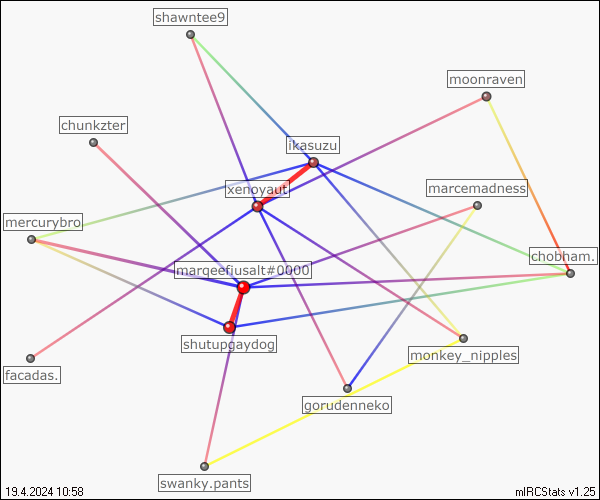 shawntee9
moonraven
chunkzter
ikasuzu
xenoyaut
marcemadness
mercurybro
chobham.
marqeefiusalt#0000
shutupgaydog
monkey_nipples
facadas.
gorudenneko
swanky.pants
19.4.2024 10:58
mIRCStats v1.25